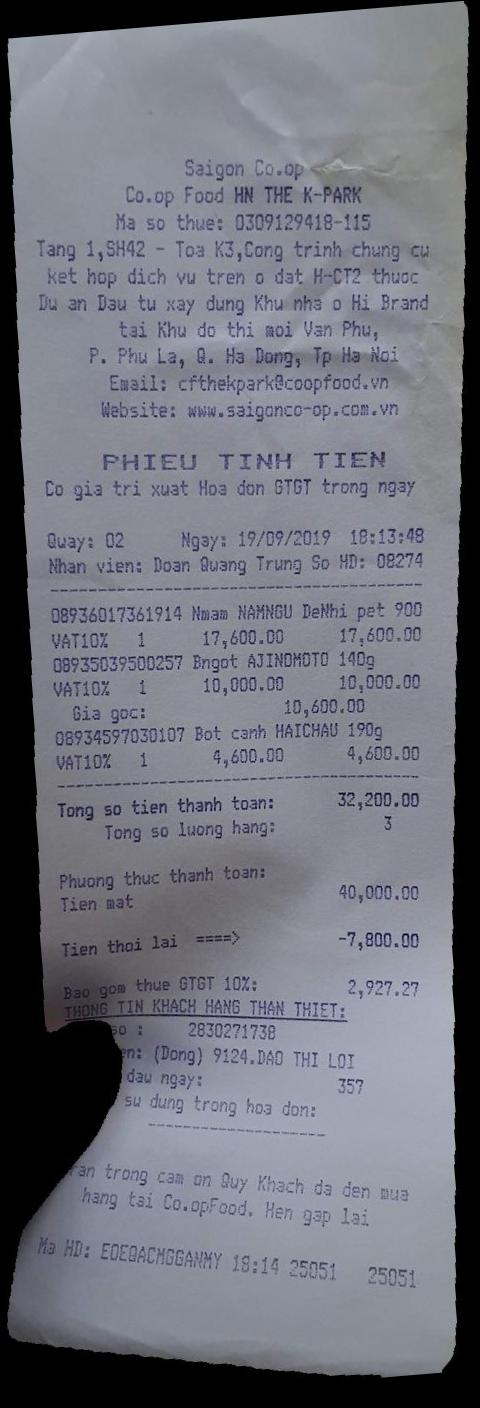 Saigon Co.op
Co.op Food HN THE K-PARK
Ma so thue: 0309129418-115
Tang 1,SH42 - Toa K3,Cong trinh chung cu
ket hop dich vu tren o dat H-CT2 thuoc
Du an Dau tu xay dung Khu nha o Hi Brand
tai Khu do thi moi Van Phu,
P. Phu La, Q. Ha Dong, Tp Ha Noi
Email: cfthekpark@coopfood.vn
Website: www.saigonco-op.com.vn
PHIEU TINH TIEN
Co gia tri xuat Hoa don GTGT trong ngay
Quay: 02 Ngay: 19/09/2019 18:13:48
Nhan vien: Doan Quang Trung So HD: 08274
08936017361914 Nmam NAMNGU DeNhi pet 900
VAT10% 1 17,600.00 17,600.00
08935039500257 Bngot AJINOMOTO 140g
VAT10% 1 10,000.00 10,000.00
Gia goc: 10,600.00
08934597030107 Bot canh HAICHAU 190g
VAT10% 1 4,600.00 4,600.00
Tong so tien thanh toan: 32,200.00
Tong so luong hang: 3
Phuong thuc thanh toan:
Tien mat 40,000.00
Tien thoi lai ====> -7,800.00
Bao gom thue GTGT 10%: 2,927.27
THONG TIN KHACH HANG THAN THIET:
so : 2830271738
en: (Dong) 9124.DAO THI LOI
dau ngay: 357
su dung trong hoa don:
ran trong cam on Quy Khach da den mua
hang tai Co.opFood. Hen gap lai
Ma HD: EOEQACMGGANMY 18:14 25051 25051